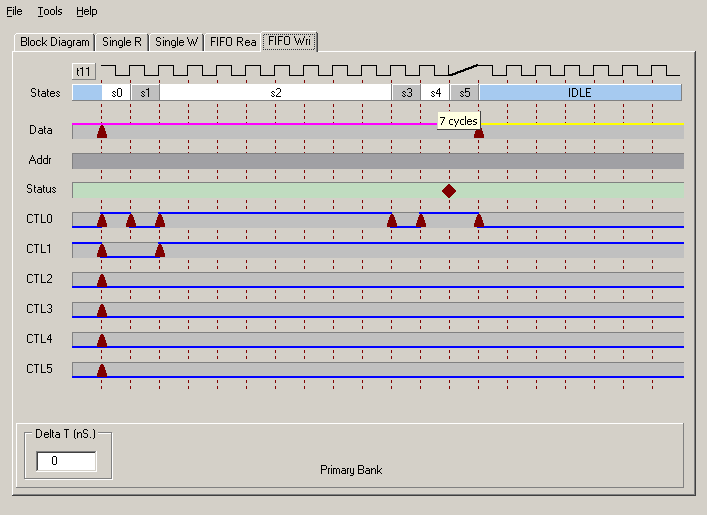 File Tools Help
Block Diagram Single R Single W FIFO Rea FIFO Wri
t11
States s0 s1 s2 s3 s4 s5 IDLE
7 cycles
Data
Addr
Status
CTL0
CTL1
CTL2
CTL3
CTL4
CTL5
Delta T (nS.)
0
Primary Bank